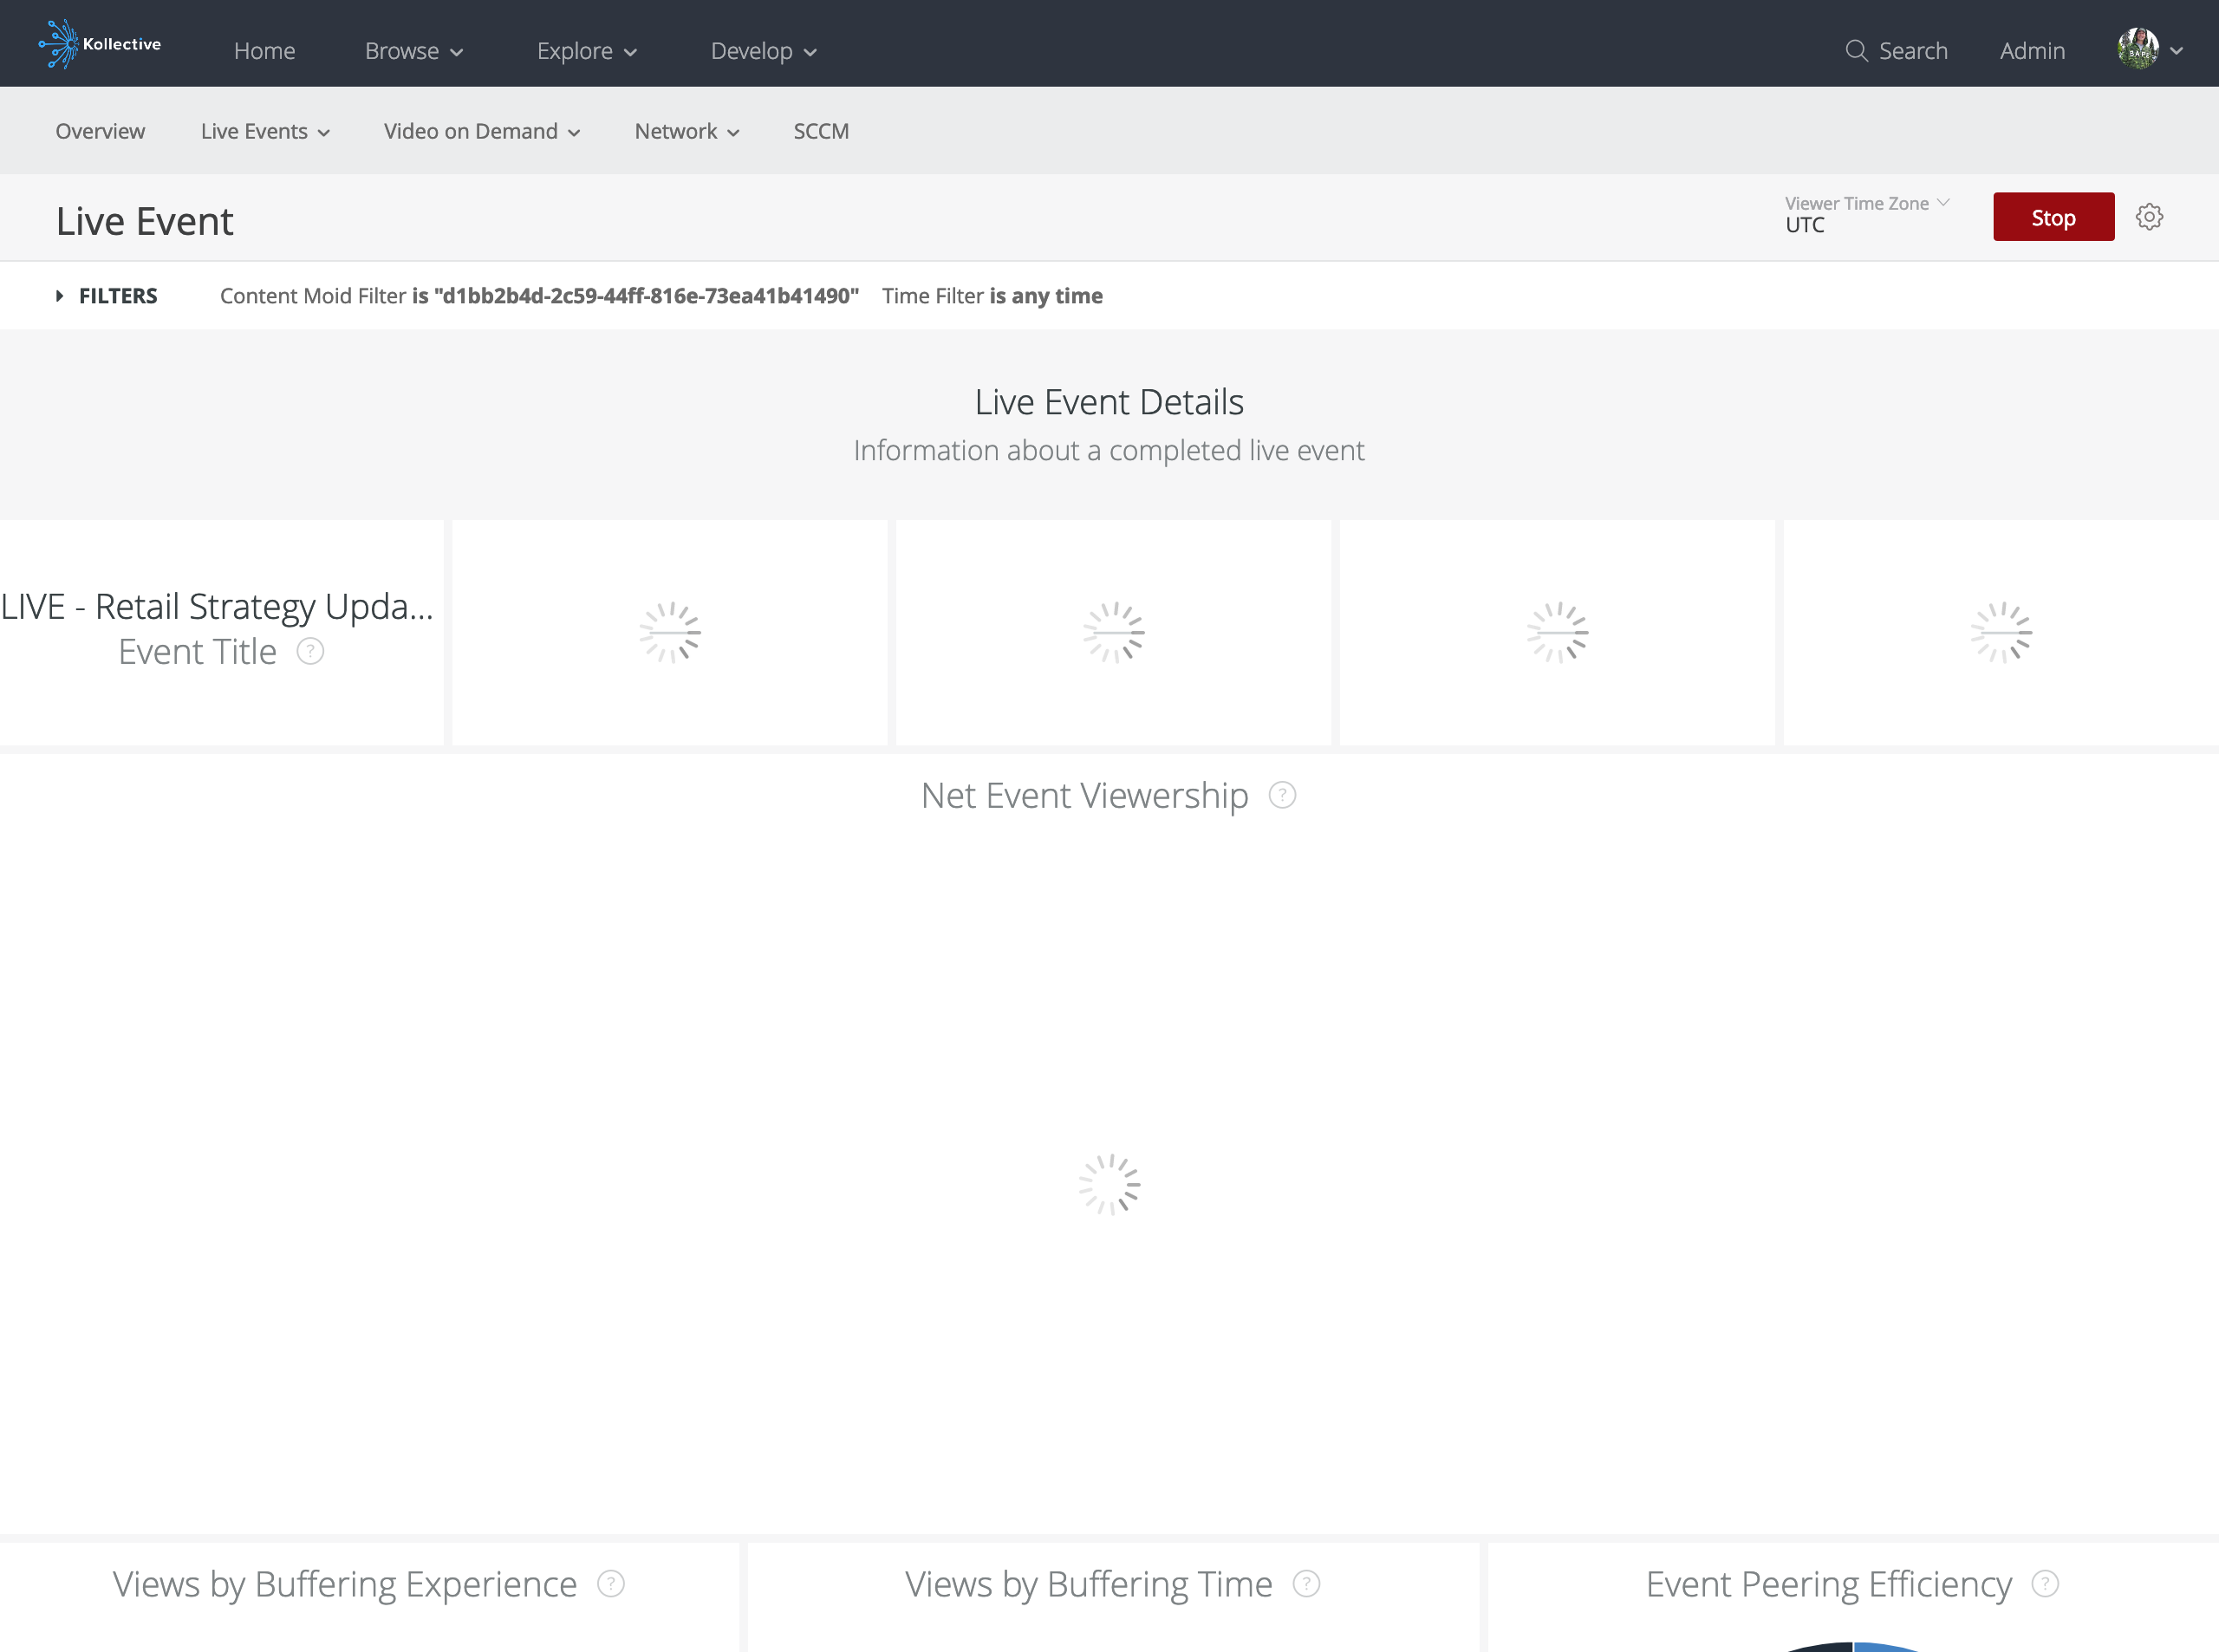 Kollective Home Browse Explore Develop Search Admin
Overview Live Events Video on Demand Network SCCM
Live Event
Viewer Time Zone
UTC
Stop
FILTERS Content Moid Filter is "d1bb2b4d-2c59-44ff-816e-73ea41b41490" Time Filter is any time
Live Event Details
Information about a completed live event
LIVE - Retail Strategy Upda...
Event Title ?
Net Event Viewership ?
Views by Buffering Experience ?
Views by Buffering Time ?
Event Peering Efficiency ?